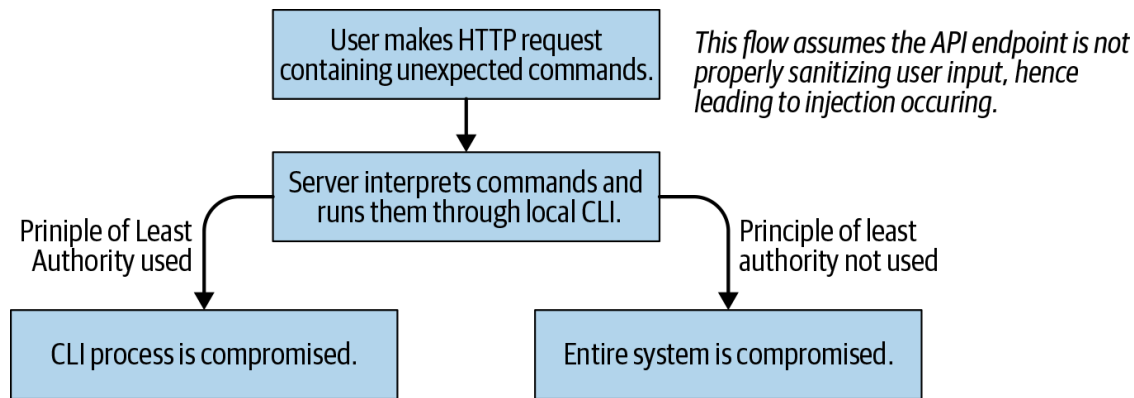 User makes HTTP request
containing unexpected commands.
This flow assumes the API endpoint is not
properly sanitizing user input, hence
leading to injection occuring.
Server interprets commands and
runs them through local CLI.
Priniple of Least
Authority used
Principle of least
authority not used
CLI process is compromised.
Entire system is compromised.